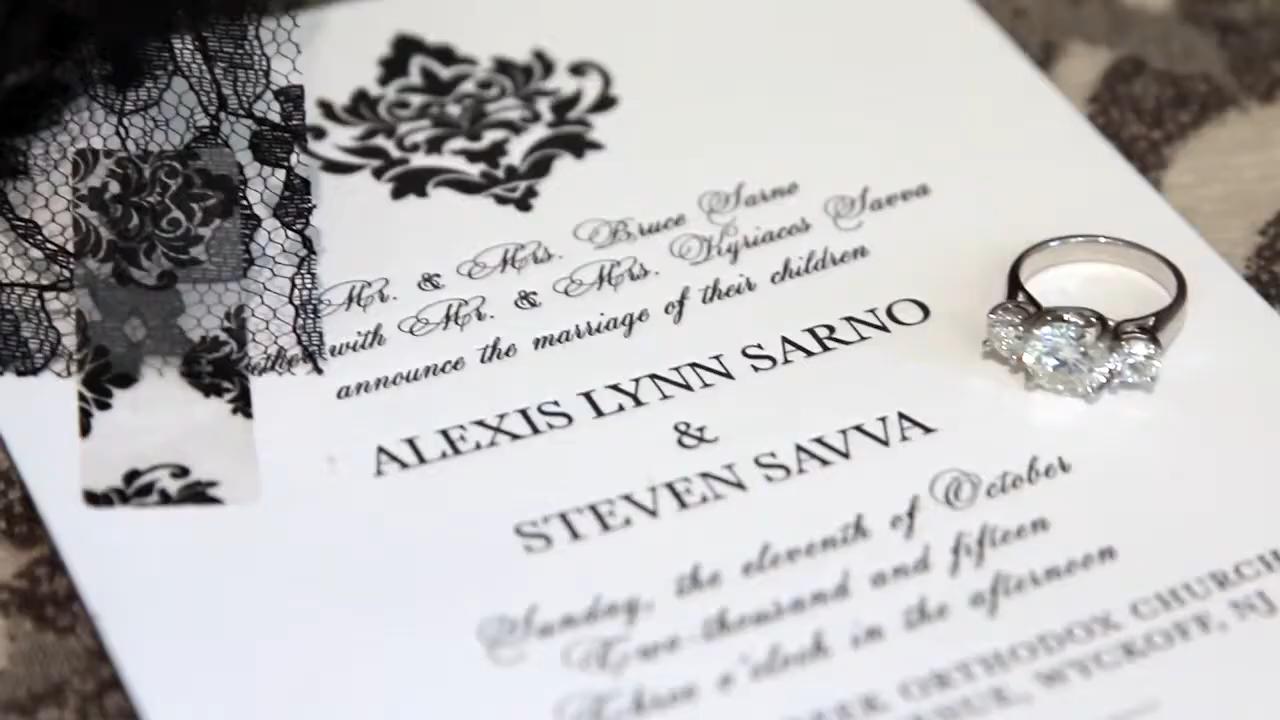 Mr. & Mrs. Bruce Sarno
with Mr. & Mrs. Kyriacos Savva
announce the marriage of their children
ALEXIS LYNN SARNO
&
STEVEN SAVVA
Sunday, the eleventh of October
Two-thousand and fifteen
Three o'clock in the afternoon
ORTHODOX CHURCH
WYCKOFF, NJ